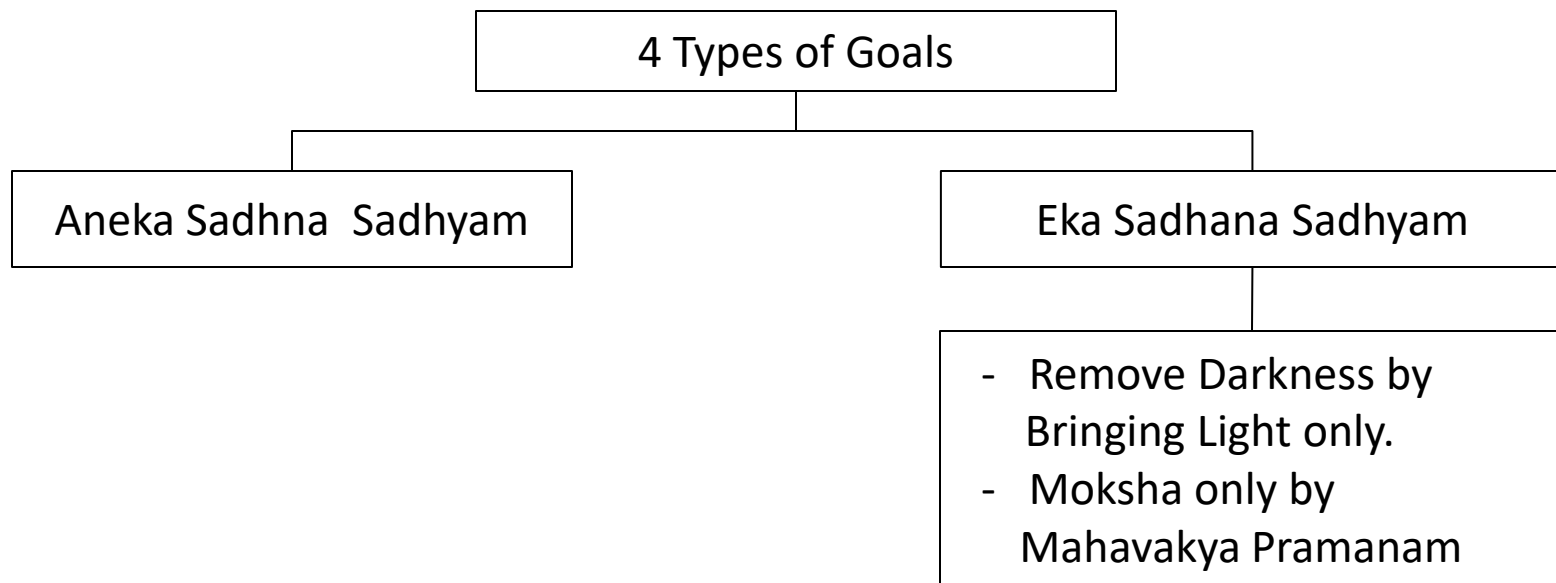 4 Types of Goals
Aneka Sadhna  Sadhyam
Eka Sadhana Sadhyam
- Remove Darkness by
Bringing Light only.
- Moksha only by
Mahavakya Pramanam